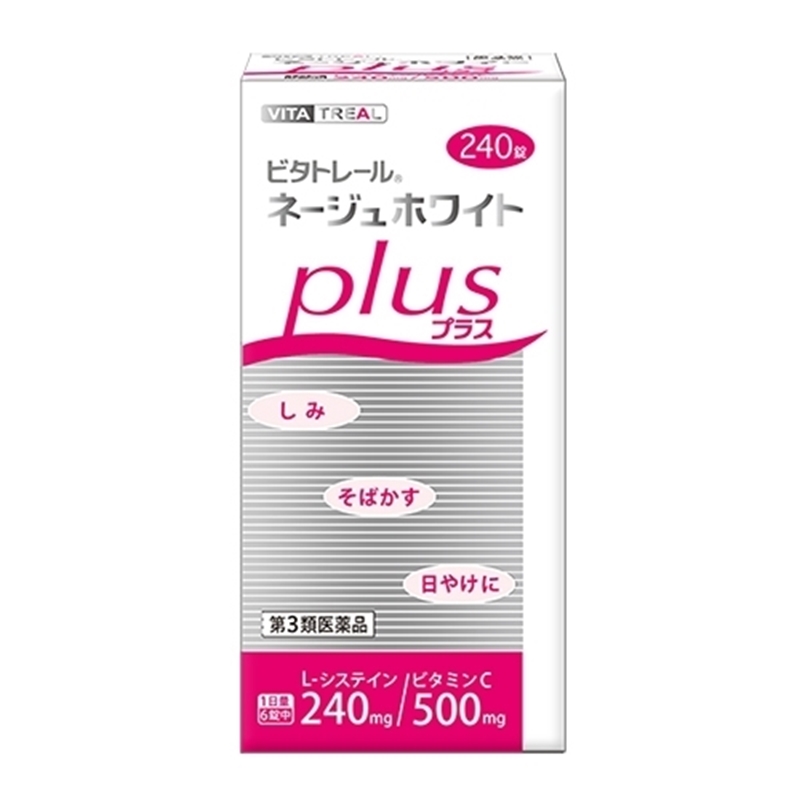 plus
240mg/500mg
VITA TREAL
240錠
ビタトレール®
ネージュホワイト
plus
プラス
しみ
そばかす
日やけに
第3類医薬品
1日量
6錠中
L-システイン
240mg/
ビタミンC
500mg